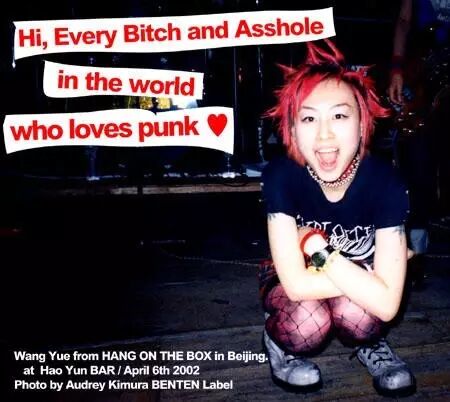 Hi, Every Bitch and Asshole
in the world
who loves punk ♥
Wang Yue from HANG ON THE BOX in Beijing.
at Hao Yun BAR / April 6th 2002
Photo by Audrey Kimura BENTEN Label